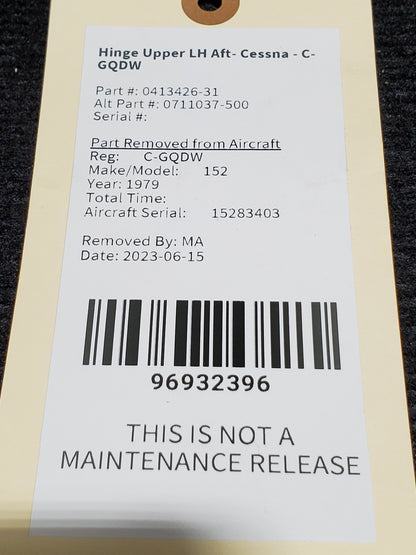 Hinge Upper LH Aft- Cessna - C-
GQDW
Part #: 0413426-31
Alt Part #: 0711037-500
Serial #:
Part Removed from Aircraft
Reg: C-GQDW
Make/Model: 152
Year: 1979
Total Time:
Aircraft Serial: 15283403
Removed By: MA
Date: 2023-06-15
96932396
THIS IS NOT A
MAINTENANCE RELEASE